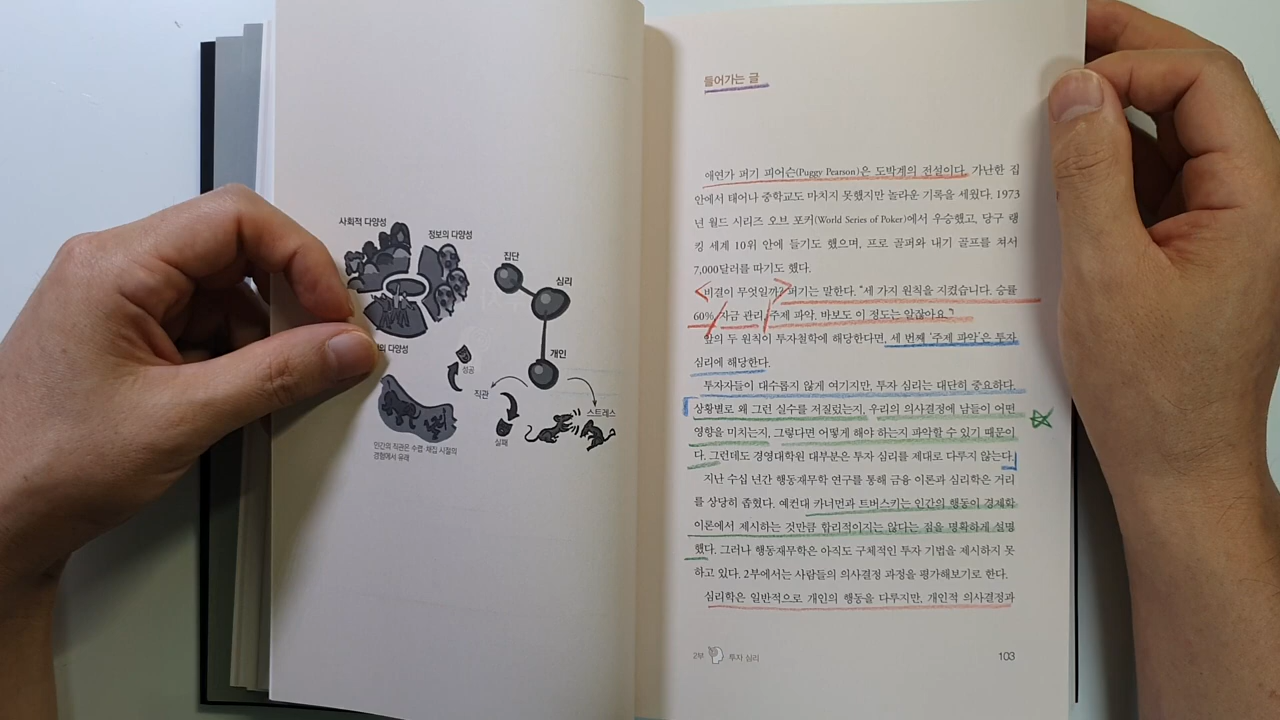 사회적 다양성
정보의 다양성
의 다양성
집단
심리
개인
성공
직관
실패
스트레스
인간의 직관은 수렵·채집 시절의
경험에서 유래
들어가는 글
애연가 퍼기 피어슨(Puggy Pearson)은 도박계의 전설이다. 가난한 집
안에서 태어나 중학교도 마치지 못했지만 놀라운 기록을 세웠다. 1973
년 월드 시리즈 오브 포커(World Series of Poker)에서 우승했고, 당구 랭
킹 세계 10위 안에 들기도 했으며, 프로 골퍼와 내기 골프를 쳐서
7,000달러를 따기도 했다.
비결이 무엇일까? 퍼기는 말한다. "세 가지 원칙을 지켰습니다. 승률
60%, 자금 관리, 주제 파악. 바보도 이 정도는 알잖아요."
앞의 두 원칙이 투자철학에 해당한다면, 세 번째 '주제 파악'은 투자
심리에 해당한다.
투자자들이 대수롭지 않게 여기지만, 투자 심리는 대단히 중요하다.
상황별로 왜 그런 실수를 저질렀는지, 우리의 의사결정에 남들이 어떤
영향을 미치는지, 그렇다면 어떻게 해야 하는지 파악할 수 있기 때문이
다. 그런데도 경영대학원 대부분은 투자 심리를 제대로 다루지 않는다.
지난 수십 년간 행동재무학 연구를 통해 금융 이론과 심리학은 거리
를 상당히 좁혔다. 예컨대 카너먼과 트버스키는 인간의 행동이 경제학
이론에서 제시하는 것만큼 합리적이지는 않다는 점을 명확하게 설명
했다. 그러나 행동재무학은 아직도 구체적인 투자 기법을 제시하지 못
하고 있다. 2부에서는 사람들의 의사결정 과정을 평가해보기로 한다.
심리학은 일반적으로 개인의 행동을 다루지만, 개인적 의사결정과
2부 투자 심리
103